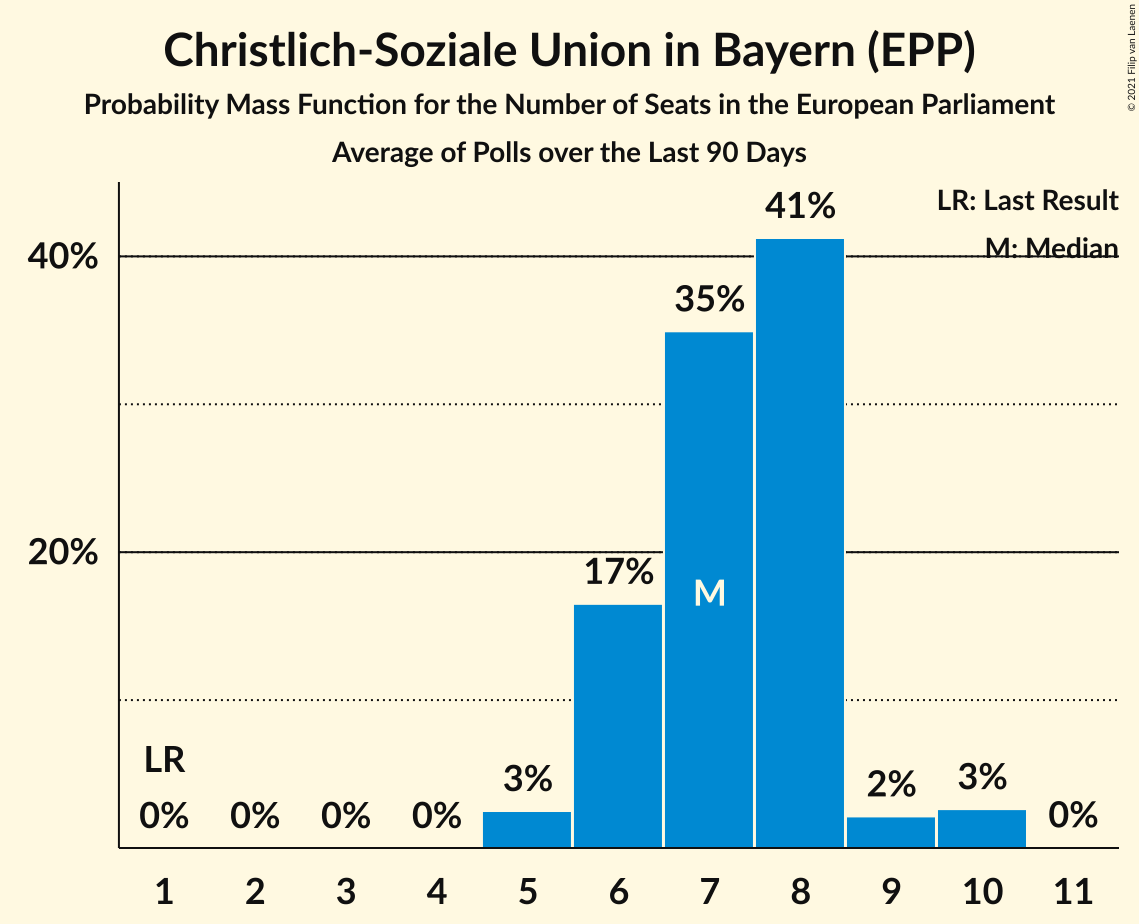 Christlich-Soziale Union in Bayern (EPP)
Probability Mass Function for the Number of Seats in the European Parliament
Average of Polls over the Last 90 Days
© 2021 Filip van Laenen
LR: Last Result
M: Median
40%
20%
LR
0%
0%
0%
0%
3%
17%
35%
M
41%
2%
3%
0%
1 2 3 4 5 6 7 8 9 10 11